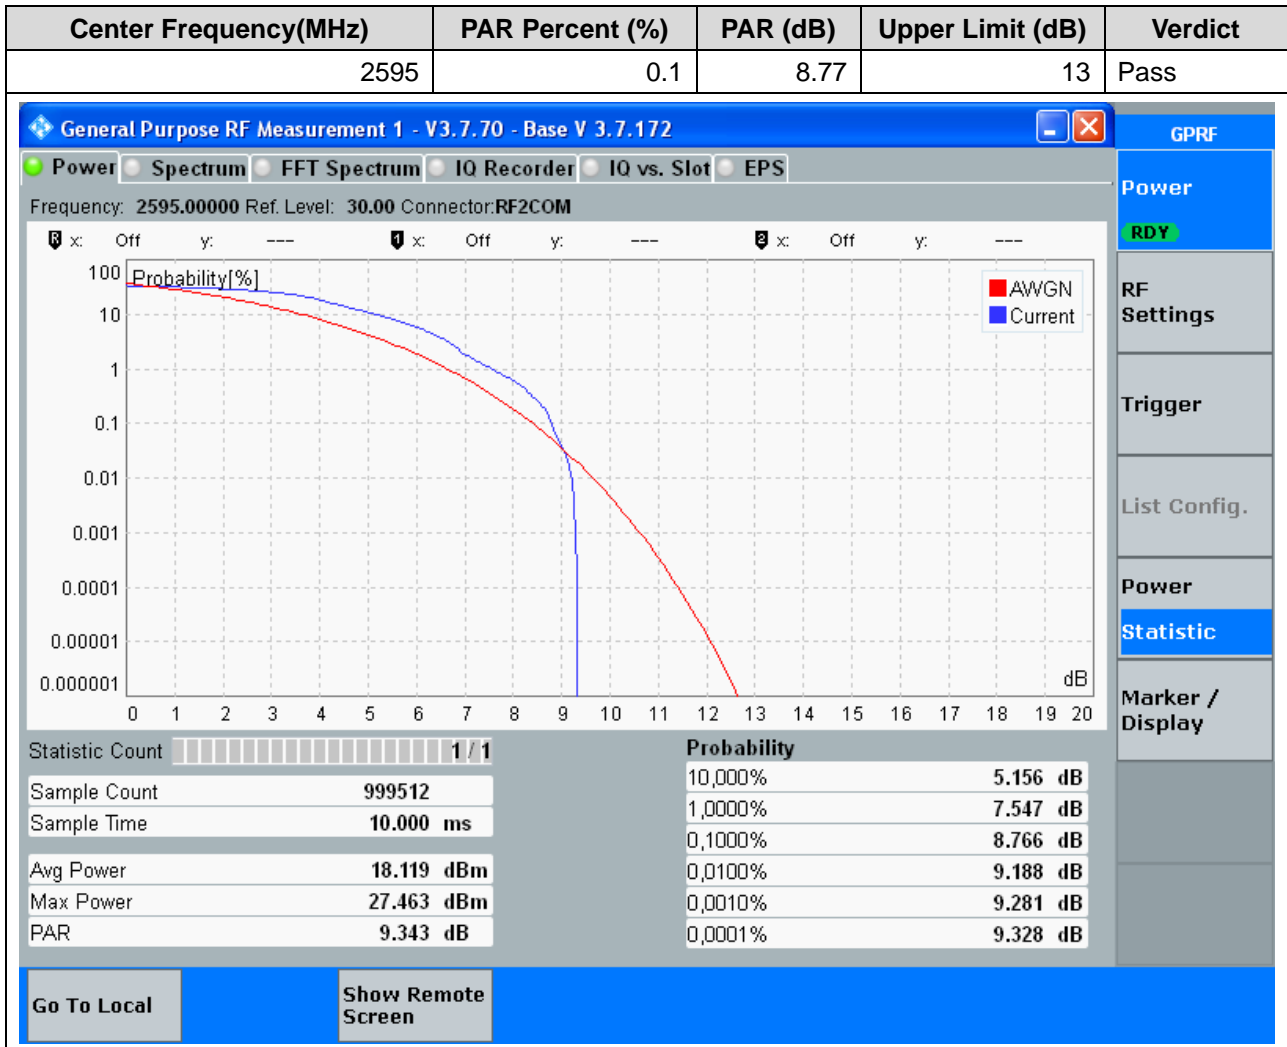 Center Frequency(MHz) PAR Percent (%) PAR (dB) Upper Limit (dB) Verdict
2595 0.1 8.77 13 Pass
General Purpose RF Measurement 1 - V3.7.70 - Base V 3.7.172
GPRF
Power Spectrum FFT Spectrum IQ Recorder IQ vs. Slot EPS
Power
RDY
Frequency: 2595.00000 Ref. Level: 30.00 Connector:RF2COM
R x: Off y: --- 1 x: Off y: --- 2 x: Off y: ---
Probability[%]
AWGN
Current
100
10
1
0.1
0.01
0.001
0.0001
0.00001
0.000001
dB
0 1 2 3 4 5 6 7 8 9 10 11 12 13 14 15 16 17 18 19 20
RF
Settings
Trigger
List Config.
Power
Statistic
Marker /
Display
Statistic Count 1 / 1
Sample Count 999512
Sample Time 10.000 ms
Avg Power 18.119 dBm
Max Power 27.463 dBm
PAR 9.343 dB
Probability
10,000% 5.156 dB
1,0000% 7.547 dB
0,1000% 8.766 dB
0,0100% 9.188 dB
0,0010% 9.281 dB
0,0001% 9.328 dB
Go To Local
Show Remote
Screen